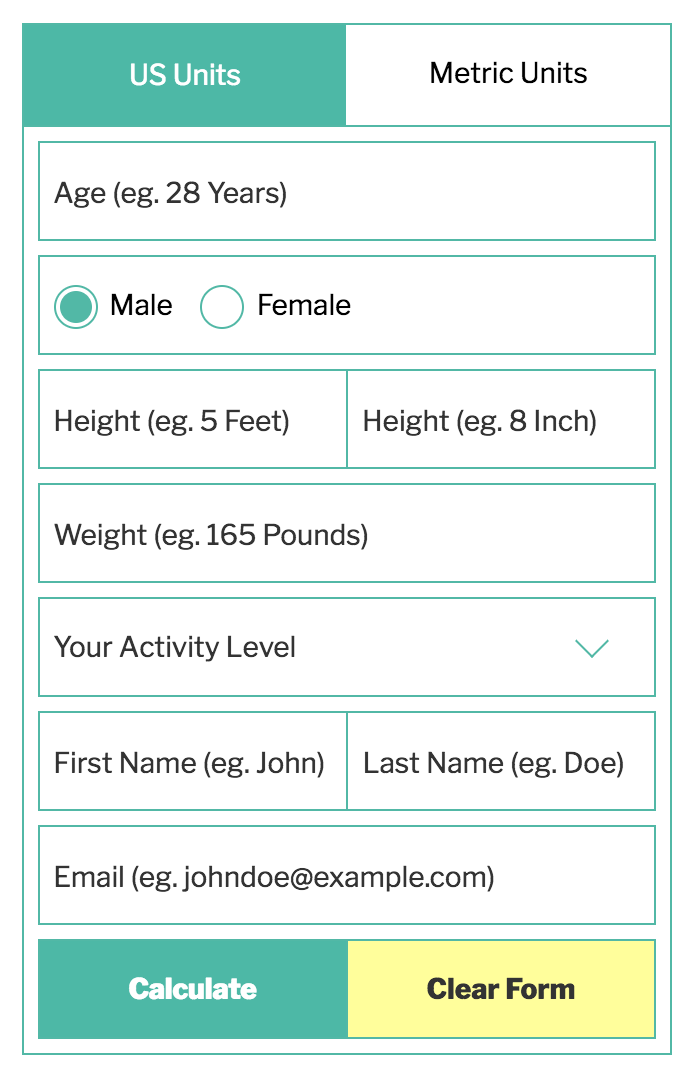 US Units
Metric Units
Age (eg. 28 Years)
Male
Female
Height (eg. 5 Feet)
Height (eg. 8 Inch)
Weight (eg. 165 Pounds)
Your Activity Level
First Name (eg. John)
Last Name (eg. Doe)
Email (eg. johndoe@example.com)
Calculate
Clear Form